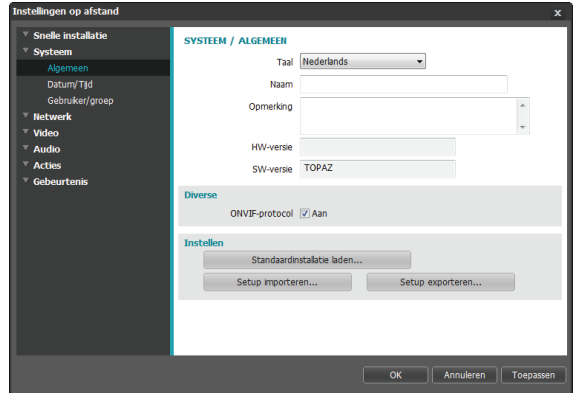 Instellingen op afstand x
Snelle installatie
Systeem
Algemeen
Datum/Tijd
Gebruiker/groep
Netwerk
Video
Audio
Acties
Gebeurtenis
SYSTEEM / ALGEMEEN
Taal Nederlands
Naam
Opmerking
HW-versie
SW-versie TOPAZ
Diverse
ONVIF-protocol Aan
Instellen
Standaardinstallatie laden...
Setup importeren... Setup exporteren...
OK Annuleren Toepassen